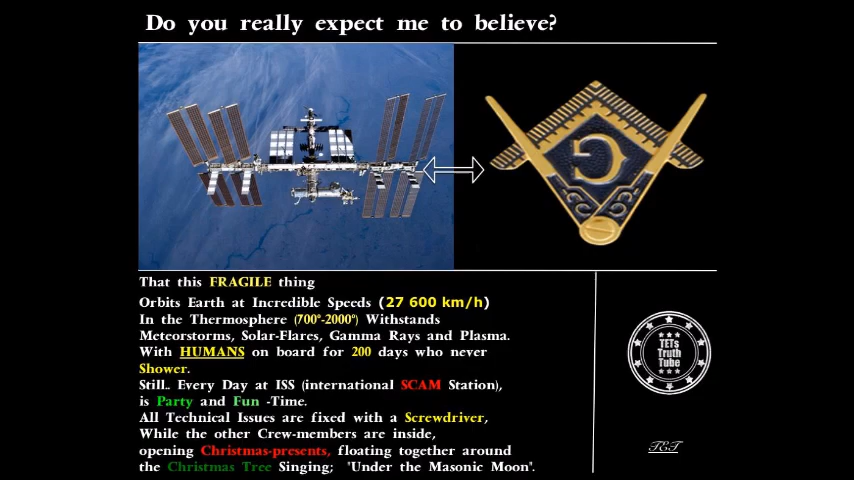 Do you really expect me to believe?
That this FRAGILE thing
Orbits Earth at Incredible Speeds (27 600 km/h)
In the Thermosphere (700°-2000°) Withstands
Meteorstorms, Solar-Flares, Gamma Rays and Plasma.
With HUMANS on board for 200 days who never
Shower.
Still.. Every Day at ISS (international SCAM Station),
is Party and Fun -Time.
All Technical Issues are fixed with a Screwdriver,
While the other Crew-members are inside,
opening Christmas-presents, floating together around
the Christmas Tree Singing; "Under the Masonic Moon".
TETs
Truth
Tube
TET